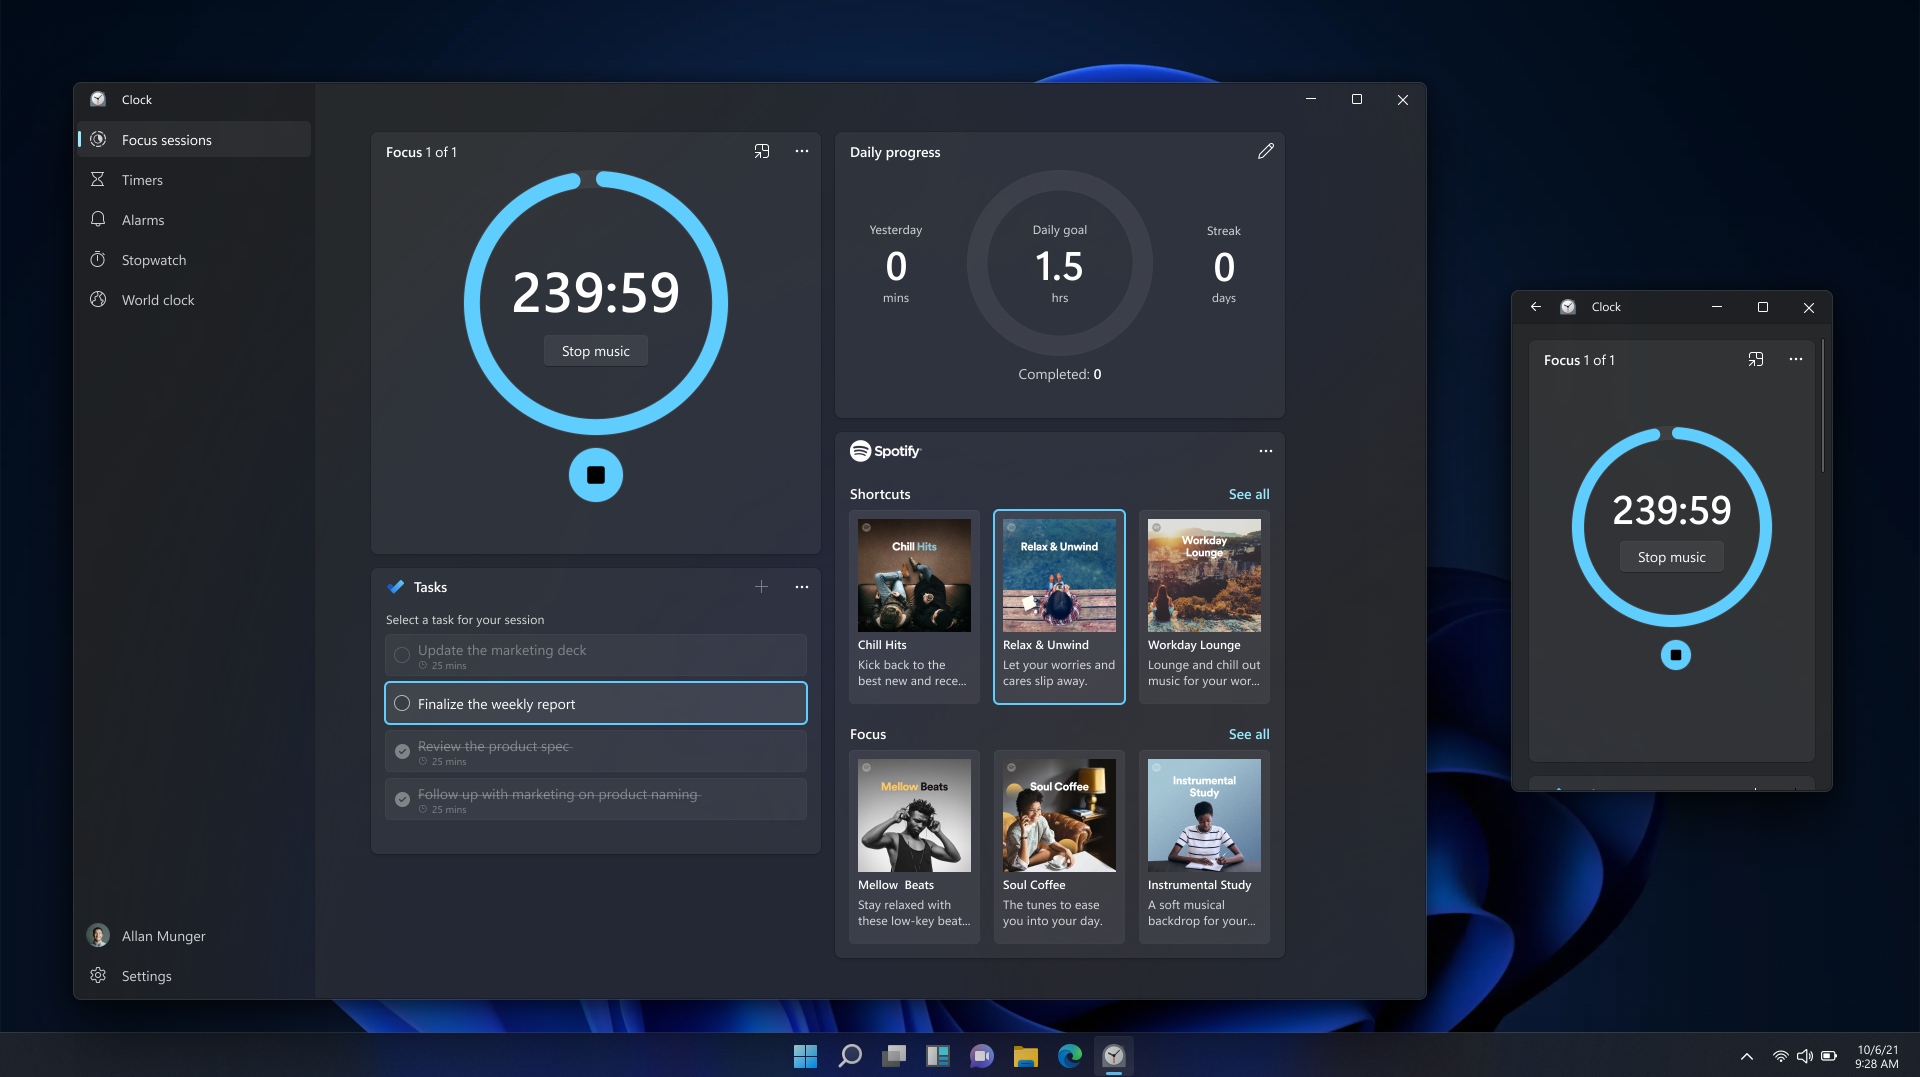 Clock
Focus sessions
Timers
Alarms
Stopwatch
World clock
Allan Munger
Settings
Focus 1 of 1
239:59
Stop music
Tasks
Select a task for your session
Update the marketing deck
25 mins
Finalize the weekly report
Review the product spec
25 mins
Follow up with marketing on product naming
25 mins
Daily progress
Yesterday
0
mins
Daily goal
1.5
hrs
Streak
0
days
Completed: 0
Spotify
Shortcuts
See all
Chill Hits
Chill Hits
Kick back to the
best new and rece...
Relax & Unwind
Relax & Unwind
Let your worries and
cares slip away.
Workday
Lounge
Workday Lounge
Lounge and chill out
music for your wor...
Focus
See all
Mellow Beats
Mellow Beats
Stay relaxed with
these low-key beat...
Soul Coffee
Soul Coffee
The tunes to ease
you into your day.
Instrumental
Study
Instrumental Study
A soft musical
backdrop for your...
Clock
Focus 1 of 1
239:59
Stop music
10/6/21
9:28 AM